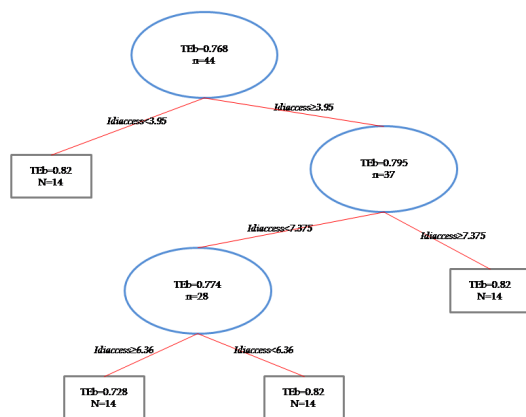 TEb=0.768
n=44
Idiaccess<3.95
Idiaccess≥3.95
TEb=0.82
N=14
TEb=0.795
n=37
Idiaccess<7.375
Idiaccess≥7.375
TEb=0.774
n=28
TEb=0.82
N=14
Idiaccess≥6.36
Idiaccess<6.36
TEb=0.728
N=14
TEb=0.82
N=14